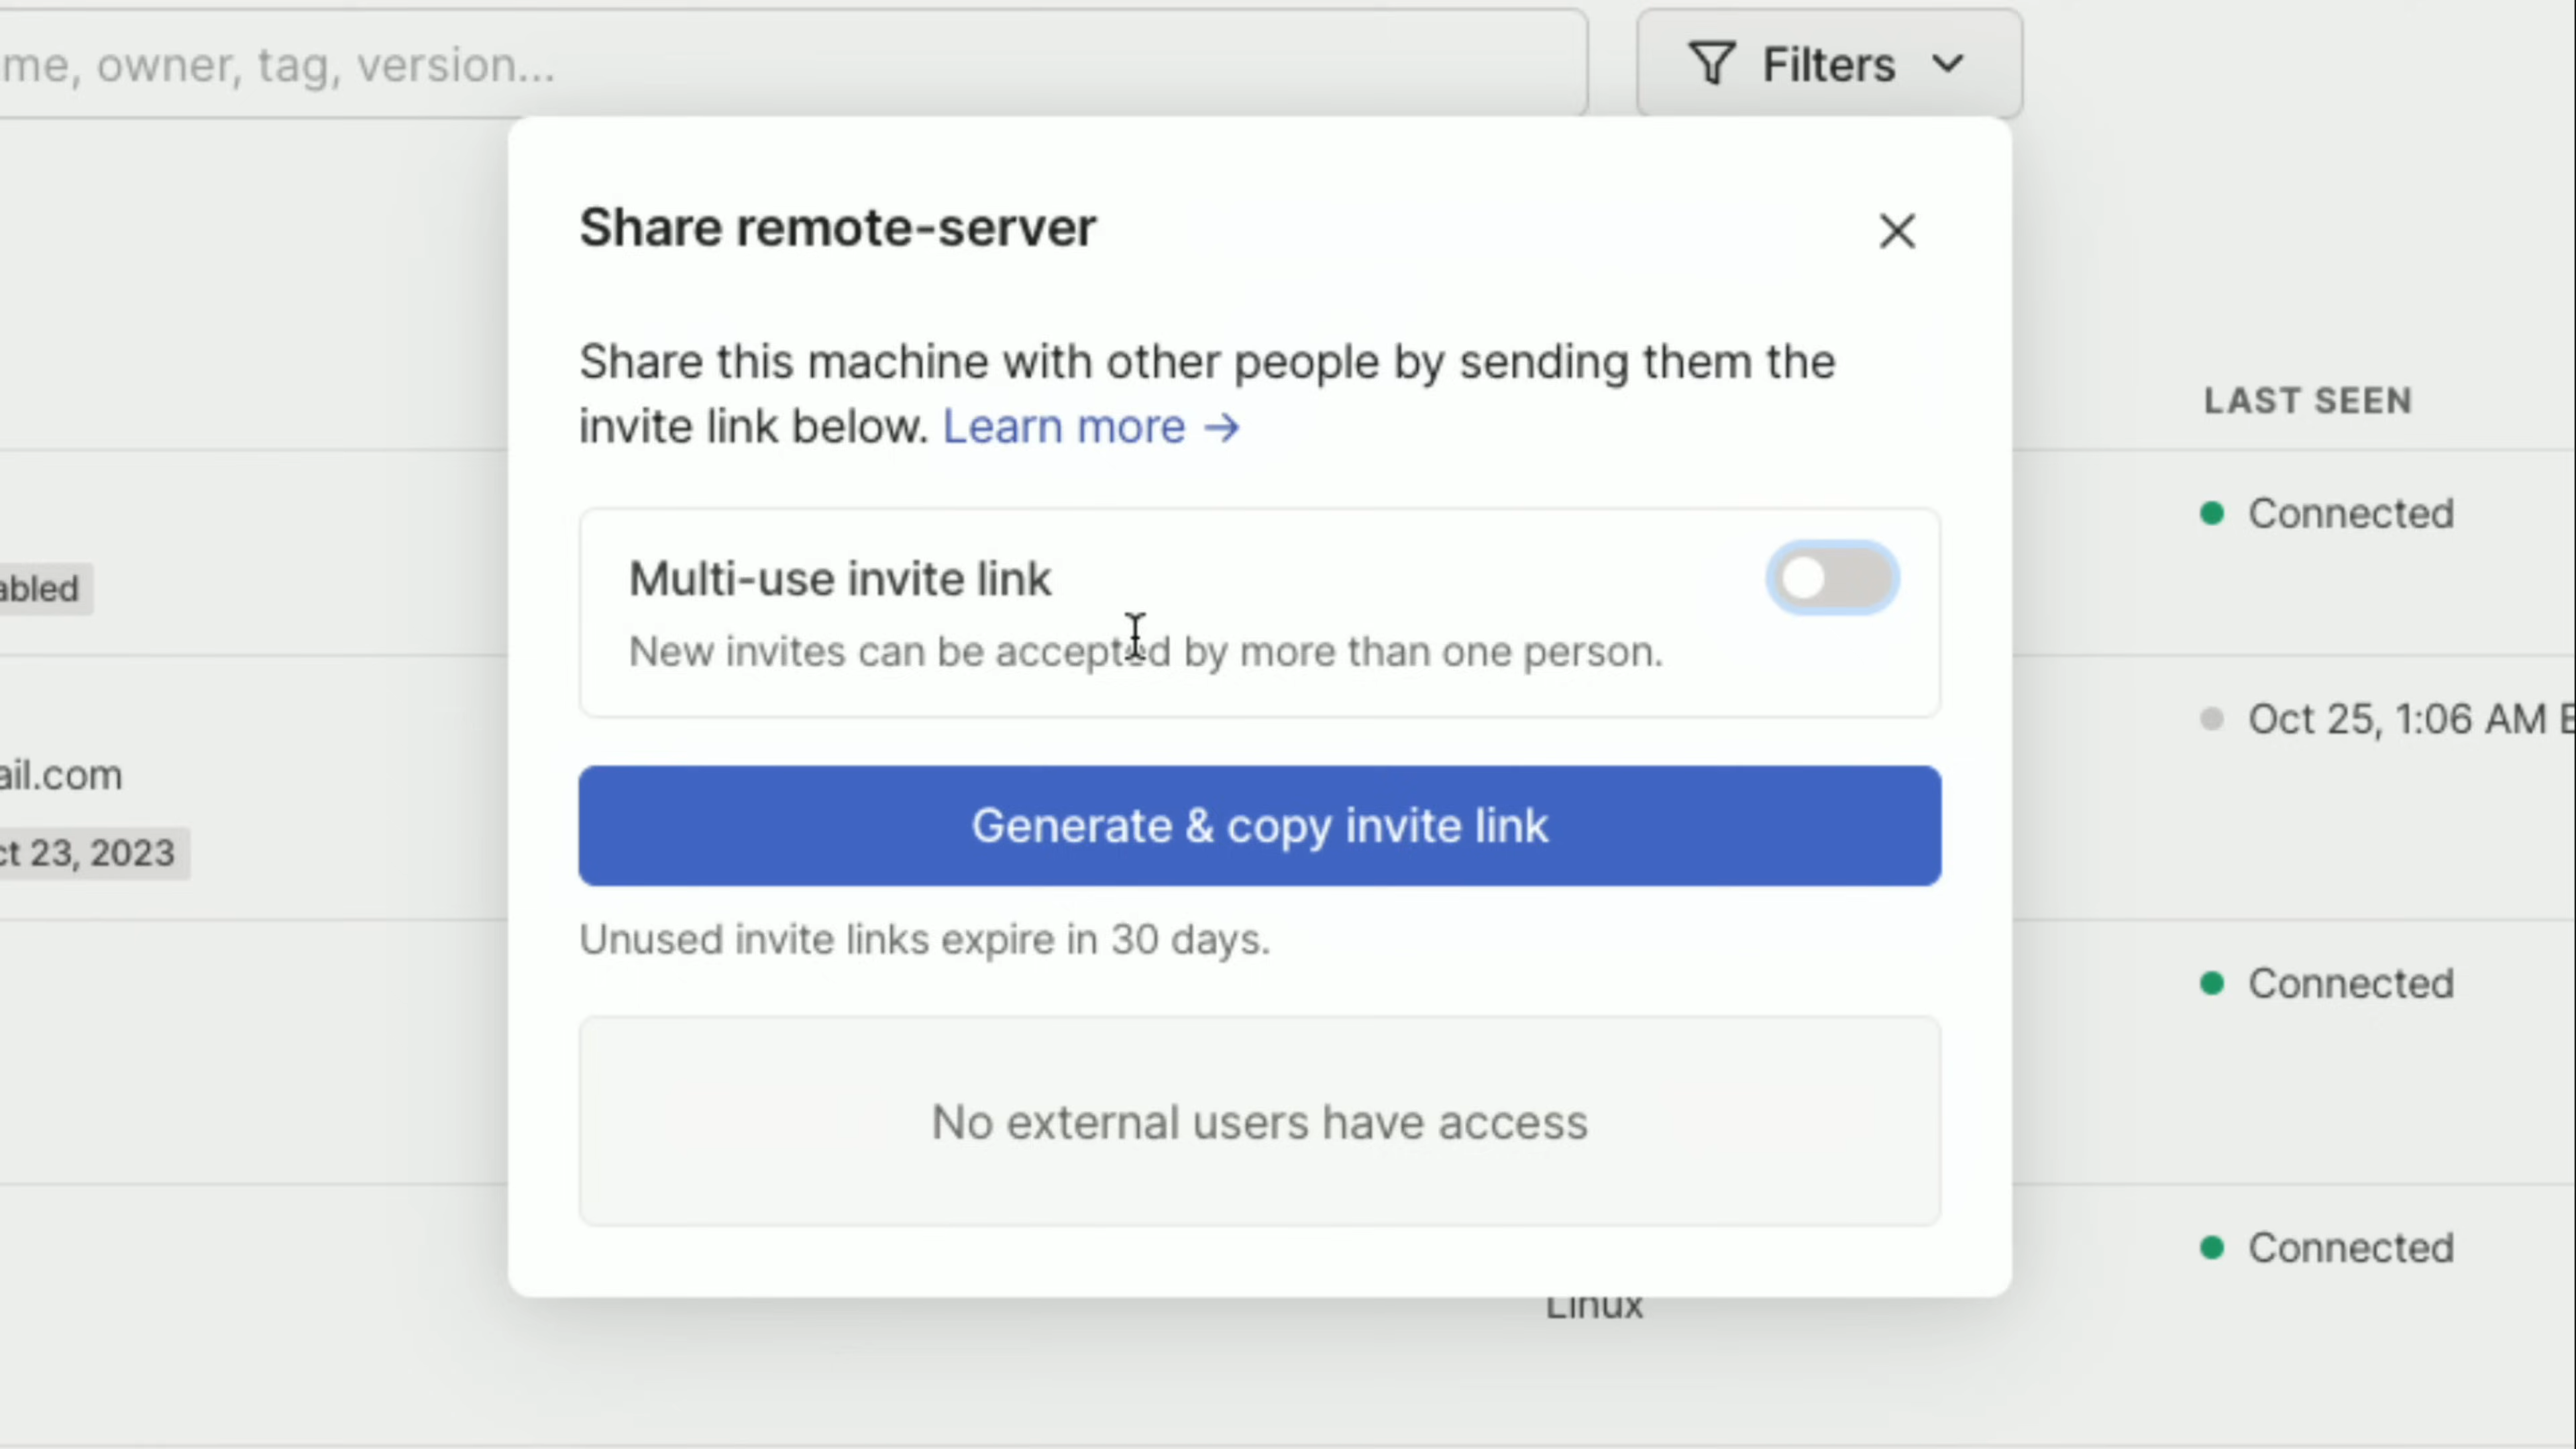 me, owner, tag, version...
Filters
Share remote-server
Share this machine with other people by sending them the
invite link below. Learn more →
LAST SEEN
Multi-use invite link
New invites can be accepted by more than one person.
Connected
abled
Oct 25, 1:06 AM E
ail.com
Generate & copy invite link
ct 23, 2023
Unused invite links expire in 30 days.
Connected
No external users have access
Connected
Linux